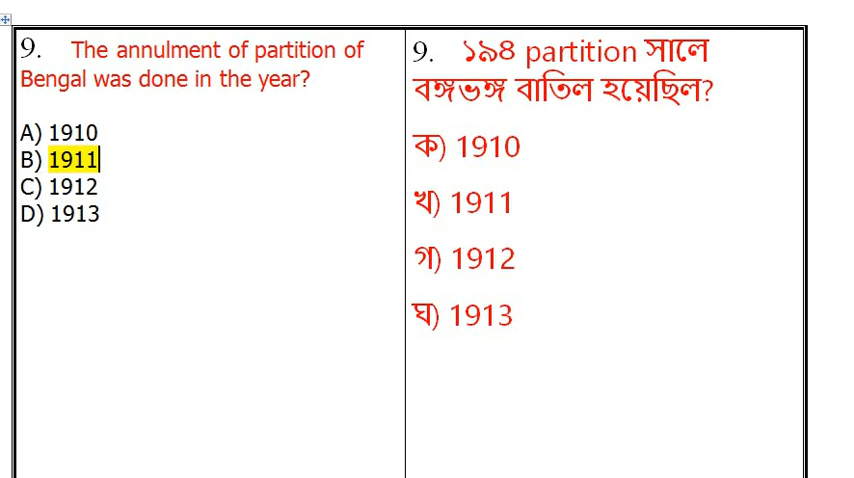 9. The annulment of partition of
Bengal was done in the year?
A) 1910
B) 1911
C) 1912
D) 1913
9. ১৯৪ partition সালে
বঙ্গভঙ্গ বাতিল হয়েছিল?
ক) 1910
খ) 1911
গ) 1912
ঘ) 1913